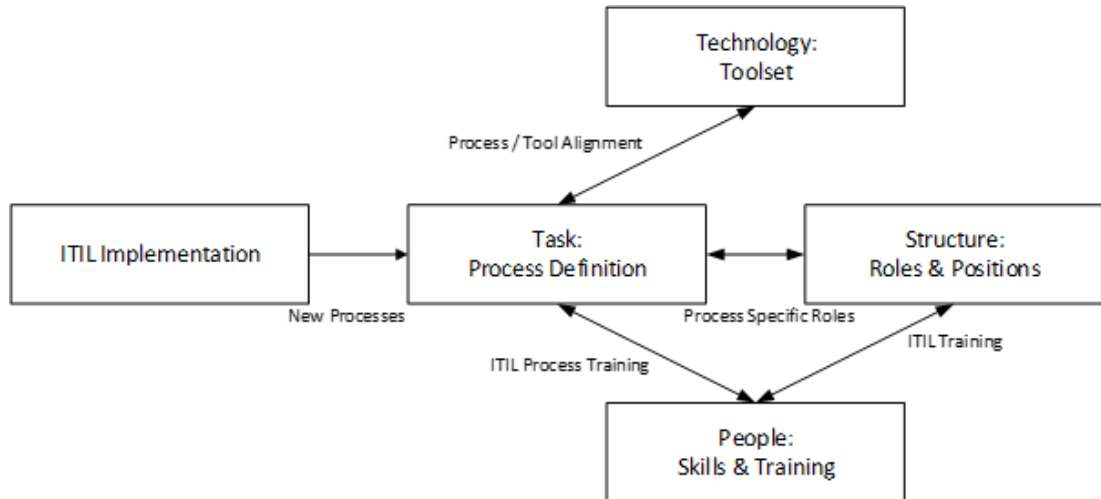 Technology:
Toolset
Process / Tool Alignment
ITIL Implementation
Task:
Process Definition
Structure:
Roles & Positions
New Processes
Process Specific Roles
ITIL Training
ITIL Process Training
People:
Skills & Training